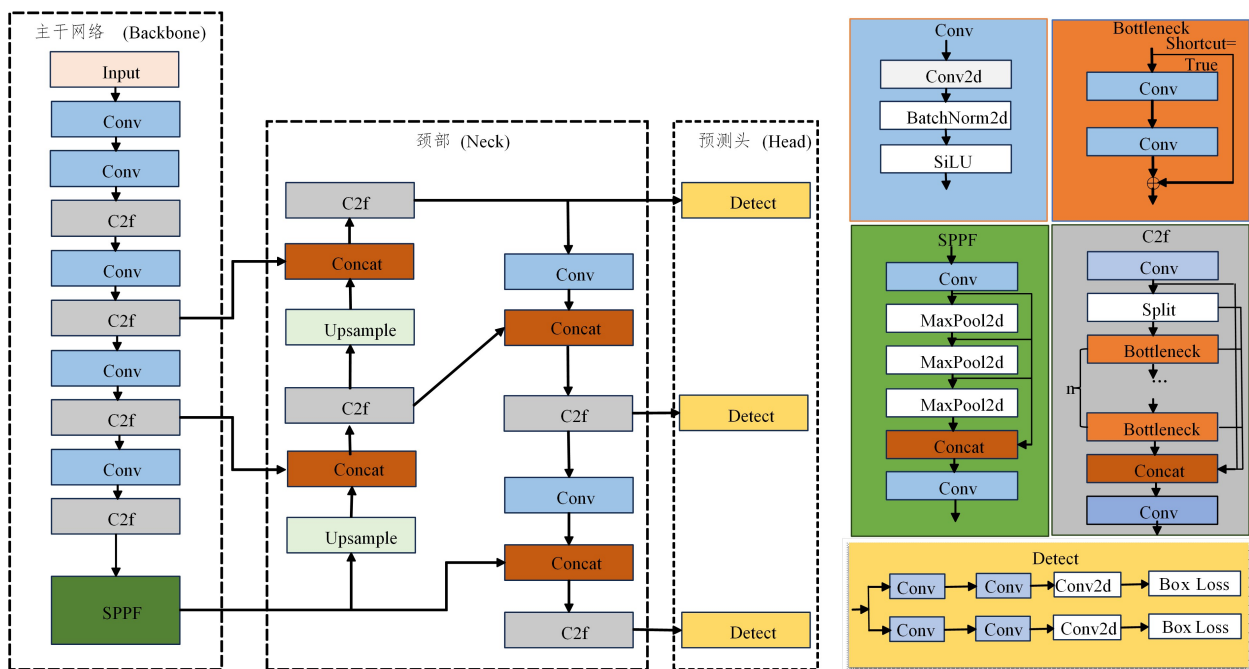 主干网络 (Backbone)
Input
Conv
Conv
C2f
Conv
C2f
Conv
C2f
Conv
C2f
SPPF
颈部 (Neck)
C2f
Concat
Upsample
C2f
Concat
Upsample
Conv
Concat
C2f
Conv
Concat
C2f
预测头 (Head)
Detect
Detect
Detect
Conv
Conv2d
BatchNorm2d
SiLU
Bottleneck
Shortcut=
True
Conv
Conv
SPPF
Conv
MaxPool2d
MaxPool2d
MaxPool2d
Concat
Conv
C2f
Conv
Split
Bottleneck
...
n
Bottleneck
Concat
Conv
Detect
Conv
Conv
Conv2d
Box Loss
Conv
Conv
Conv2d
Box Loss